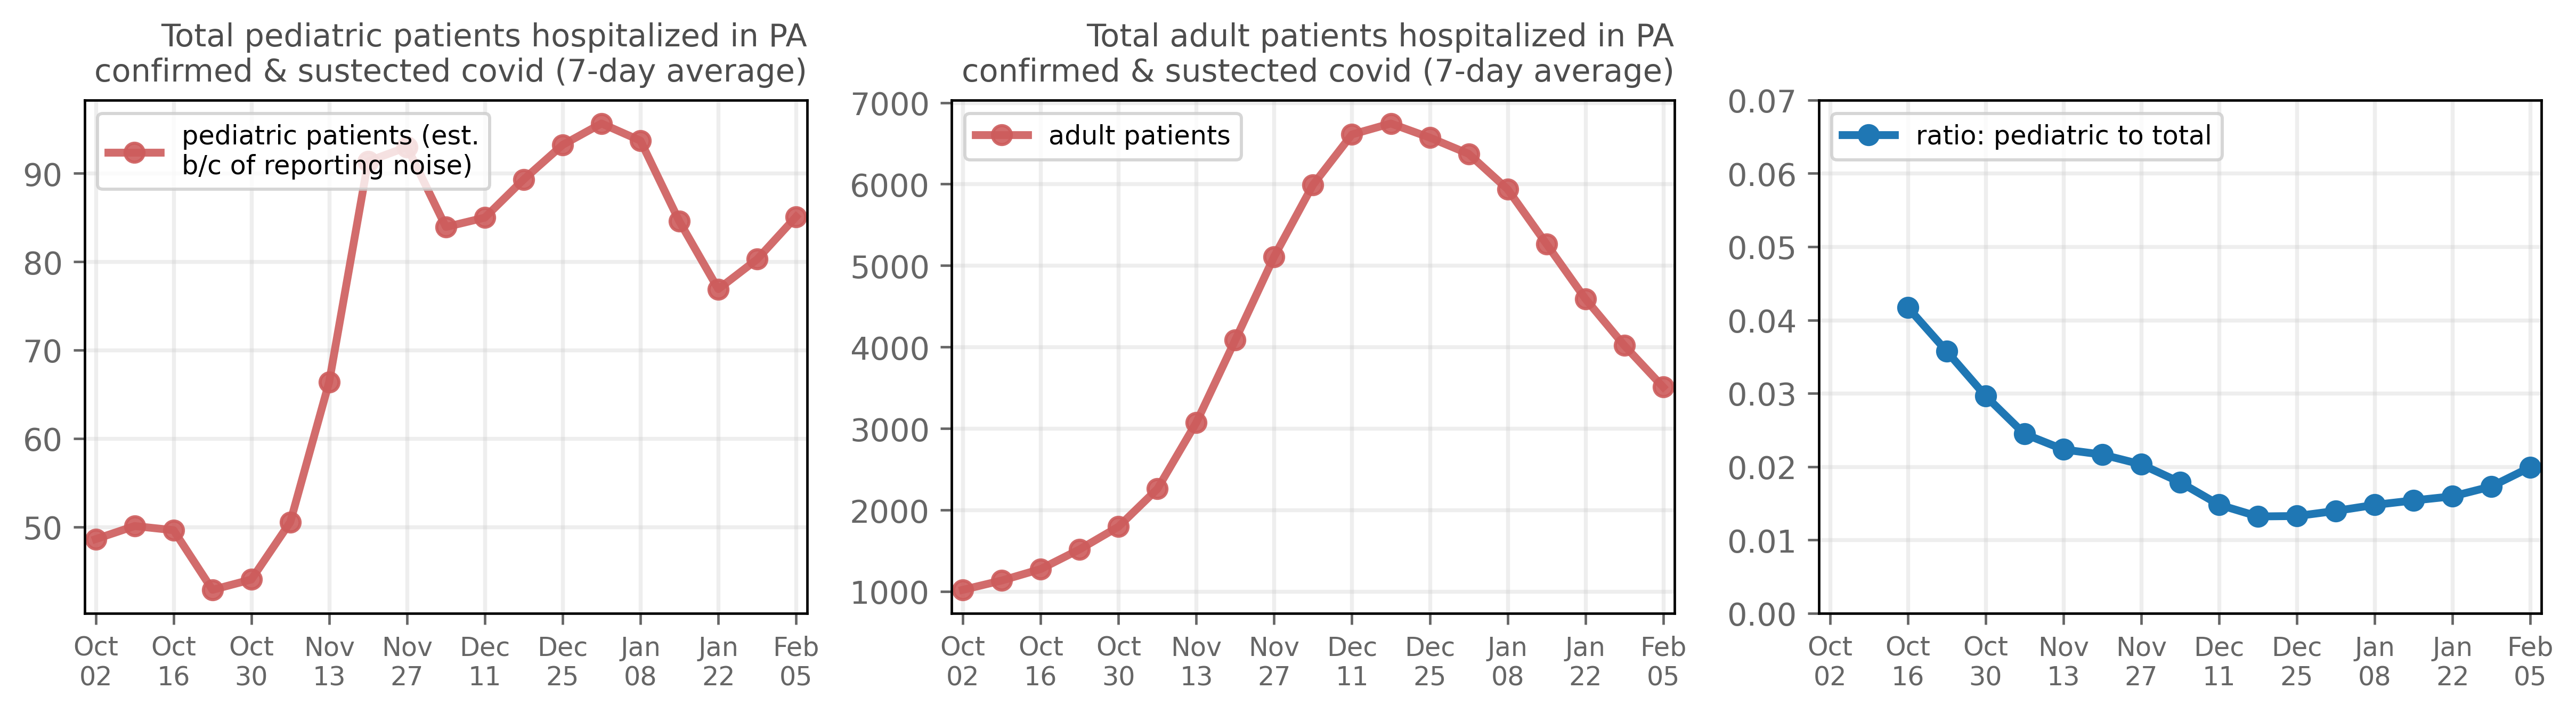 Total pediatric patients hospitalized in PA
confirmed & sustected covid (7-day average)
pediatric patients (est.
b/c of reporting noise)
90
80
70
60
50
Oct Oct Oct Nov Nov Dec Dec Jan Jan Feb
02 16 30 13 27 11 25 08 22 05
Total adult patients hospitalized in PA
confirmed & sustected covid (7-day average)
adult patients
7000
6000
5000
4000
3000
2000
1000
Oct Oct Oct Nov Nov Dec Dec Jan Jan Feb
02 16 30 13 27 11 25 08 22 05
ratio: pediatric to total
0.07
0.06
0.05
0.04
0.03
0.02
0.01
0.00
Oct Oct Oct Nov Nov Dec Dec Jan Jan Feb
02 16 30 13 27 11 25 08 22 05